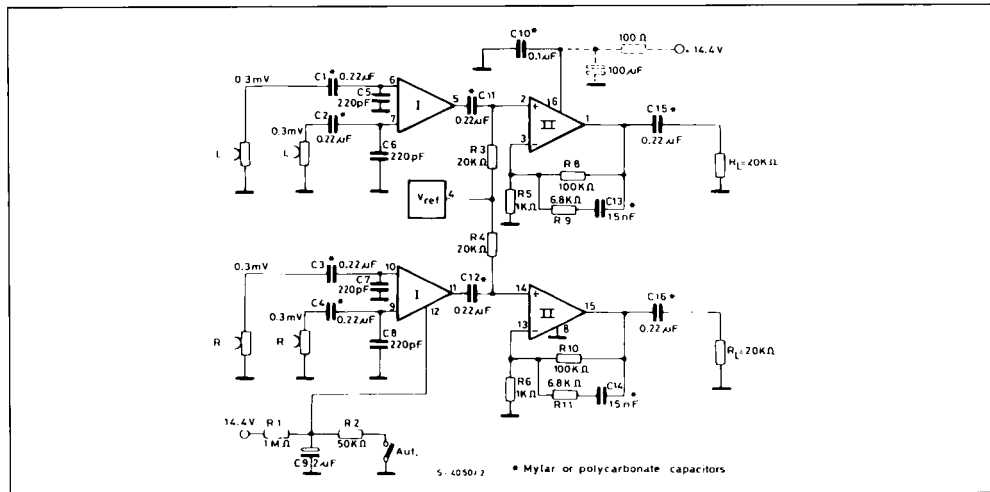 C10*
0.1µF
100Ω
+14.4V
100µF
0.3mV
C1* 0.22µF
6
C5
220pF
I
5
C11
*
0.22µF
2
+
16
II
1
C15*
0.22µF
C2*
7
0.3mV
0.22µF
C6
220pF
3
−
R3
20KΩ
R8
100KΩ
RL=20KΩ
L
L
Vref
4
R5
1KΩ
6.8KΩ
R9
C13*
15nF
R4
20KΩ
0.3mV
C3* 0.22µF
10
C7
220pF
I
11
12
C12*
0.22µF
14
+
II
15
C16*
0.22µF
C4*
9
0.3mV
0.22µF
C8
220pF
13
−
8
R10
100KΩ
RL=20KΩ
R
R
R6
1KΩ
6.8KΩ
R11
C14*
15nF
14.4V
R1
1MΩ
R2
50KΩ
C9 2µF
Aut.
S-4050/2
* Mylar or polycarbonate capacitors